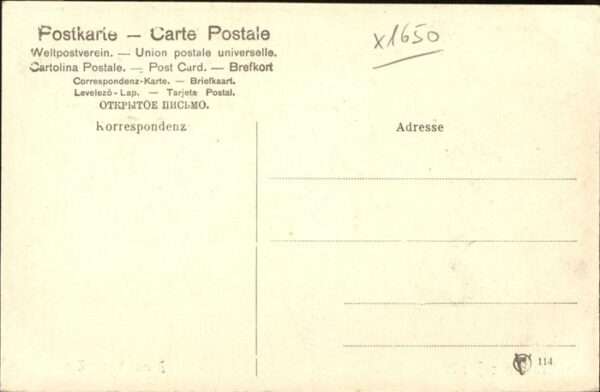 Postkarte — Carte Postale
x1650
Weltpostverein. — Union postale universelle.
Cartolina Postale. — Post Card. — Brefkort
Correspondenz-Karte. — Briefkaart.
Levelező-Lap. — Tarjeta Postal.
ОТКРЫТОЕ ПИСЬМО.
Korrespondenz
Adresse
114